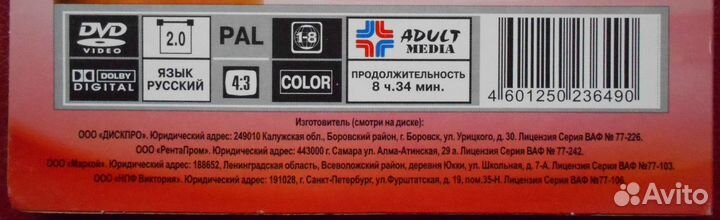 DVD
VIDEO
2.0
PAL
1-8
ADULT
MEDIA
DOLBY
DIGITAL
ЯЗЫК
РУССКИЙ
4:3
COLOR
ПРОДОЛЖИТЕЛЬНОСТЬ
8 ч.34 мин.
4 601250 236490
Изготовитель (смотри на диске):
ООО «ДИСКПРО». Юридический адрес: 249010 Калужская обл., Боровский район, г. Боровск, ул. Урицкого, д. 30. Лицензия Серия ВАФ № 77-226.
ООО «РентаПром». Юридический адрес: 443000 г. Самара ул. Алма-Атинская, 29 а. Лицензия Серия ВАФ № 77-242.
ООО «Маркой». Юридический адрес: 188652, Ленинградская область, Всеволожский район, деревня Юкки, ул. Школьная, д. 7-А. Лицензия Серия ВАФ №77-103.
ООО «НПФ Виктория». Юридический адрес: 191028, г. Санкт-Петербург, ул.Фурштатская, д. 19, пом.35-Н. Лицензия Серия ВАФ №77-106.
Avito